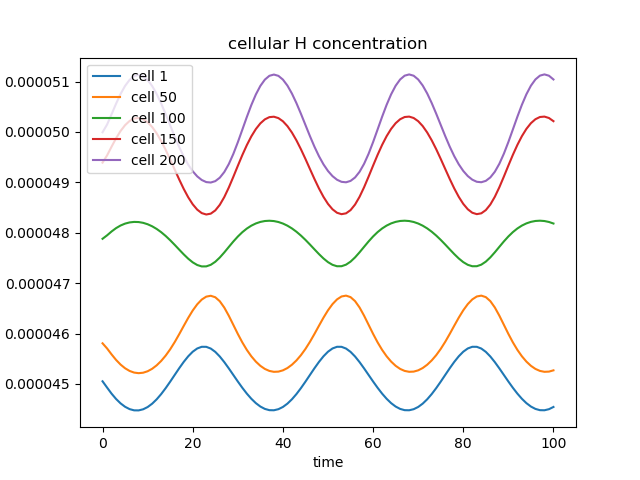 cellular H concentration
0.000051
0.000050
0.000049
0.000048
0.000047
0.000046
0.000045
cell 1
cell 50
cell 100
cell 150
cell 200
0 20 40 60 80 100
time